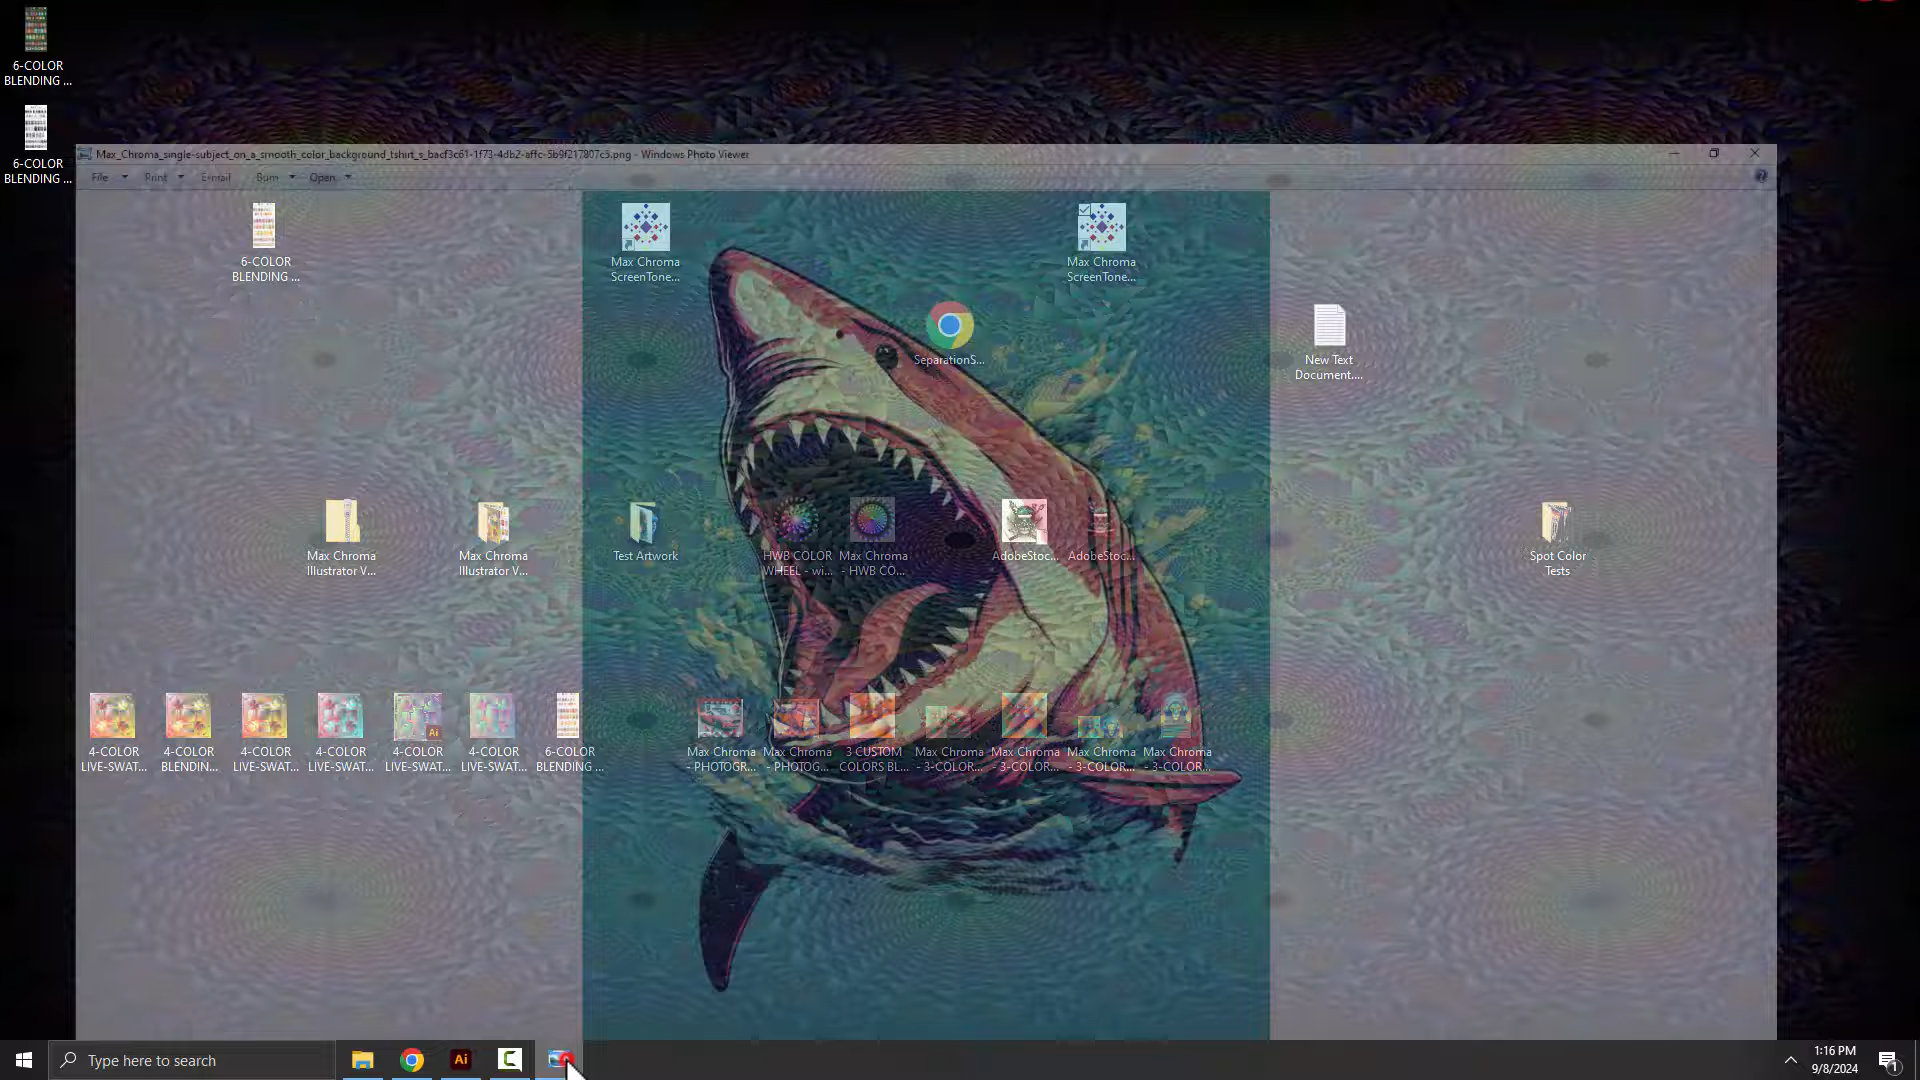 6-COLOR
BLENDING ...
6-COLOR
BLENDING ...
Max_Chroma_single-subject_on_a_smooth_color_background_tshirt_s_bacf3c61-1f73-4db2-affc-5b9f217807c5.png - Windows Photo Viewer
File Print E-mail Burn Open
6-COLOR
BLENDING ...
Max Chroma
ScreenTone...
Max Chroma
ScreenTone...
SeparationS...
New Text
Document....
Max Chroma
Illustrator V...
Max Chroma
Illustrator V...
Test Artwork
HWB COLOR
WHEEL - wi...
Max Chroma
- HWB CO...
AdobeStoc...
AdobeStoc...
Spot Color
Tests
4-COLOR
LIVE-SWAT...
4-COLOR
BLENDIN...
4-COLOR
LIVE-SWAT...
4-COLOR
LIVE-SWAT...
Ai
4-COLOR
LIVE-SWAT...
4-COLOR
LIVE-SWAT...
6-COLOR
BLENDING ...
Max Chroma
- PHOTOGR...
Max Chroma
- PHOTOG...
3 CUSTOM
COLORS BL...
Max Chroma
- 3-COLOR...
Max Chroma
- 3-COLOR...
Max Chroma
- 3-COLOR...
Max Chroma
- 3-COLOR...
Type here to search
Ai
1:16 PM
9/8/2024
1